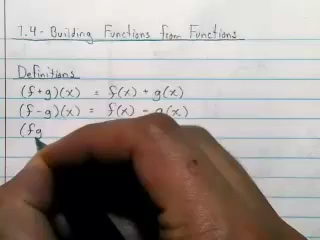 1.4 - Building Functions from Functions
Definitions
(f+g)(x) = f(x) + g(x)
(f-g)(x) = f(x) - g(x)
(fg